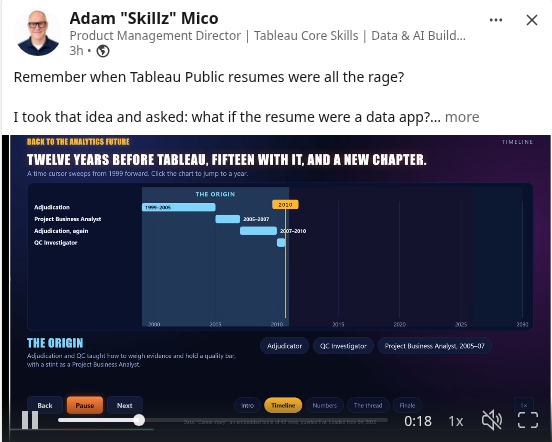 Adam "Skillz" Mico
Product Management Director | Tableau Core Skills | Data & AI Build...
3h •
Remember when Tableau Public resumes were all the rage?
I took that idea and asked: what if the resume were a data app?... more
BACK TO THE ANALYTICS FUTURE
TIMELINE
TWELVE YEARS BEFORE TABLEAU, FIFTEEN WITH IT, AND A NEW CHAPTER.
A time cursor sweeps from 1999 forward. Click the chart to jump to a year.
THE ORIGIN
2010
Adjudication 1999–2005
Project Business Analyst 2005–2007
Adjudication, again 2007–2010
QC Investigator
2000 2005 2010 2015 2020 2025 2030
THE ORIGIN
Adjudicator QC Investigator Project Business Analyst, 2005–07
Adjudication and QC taught how to weigh evidence and hold a quality bar,
with a stint as a Project Business Analyst.
Back Pause Next Intro Timeline Numbers The thread Finale 1x
0:18 1x